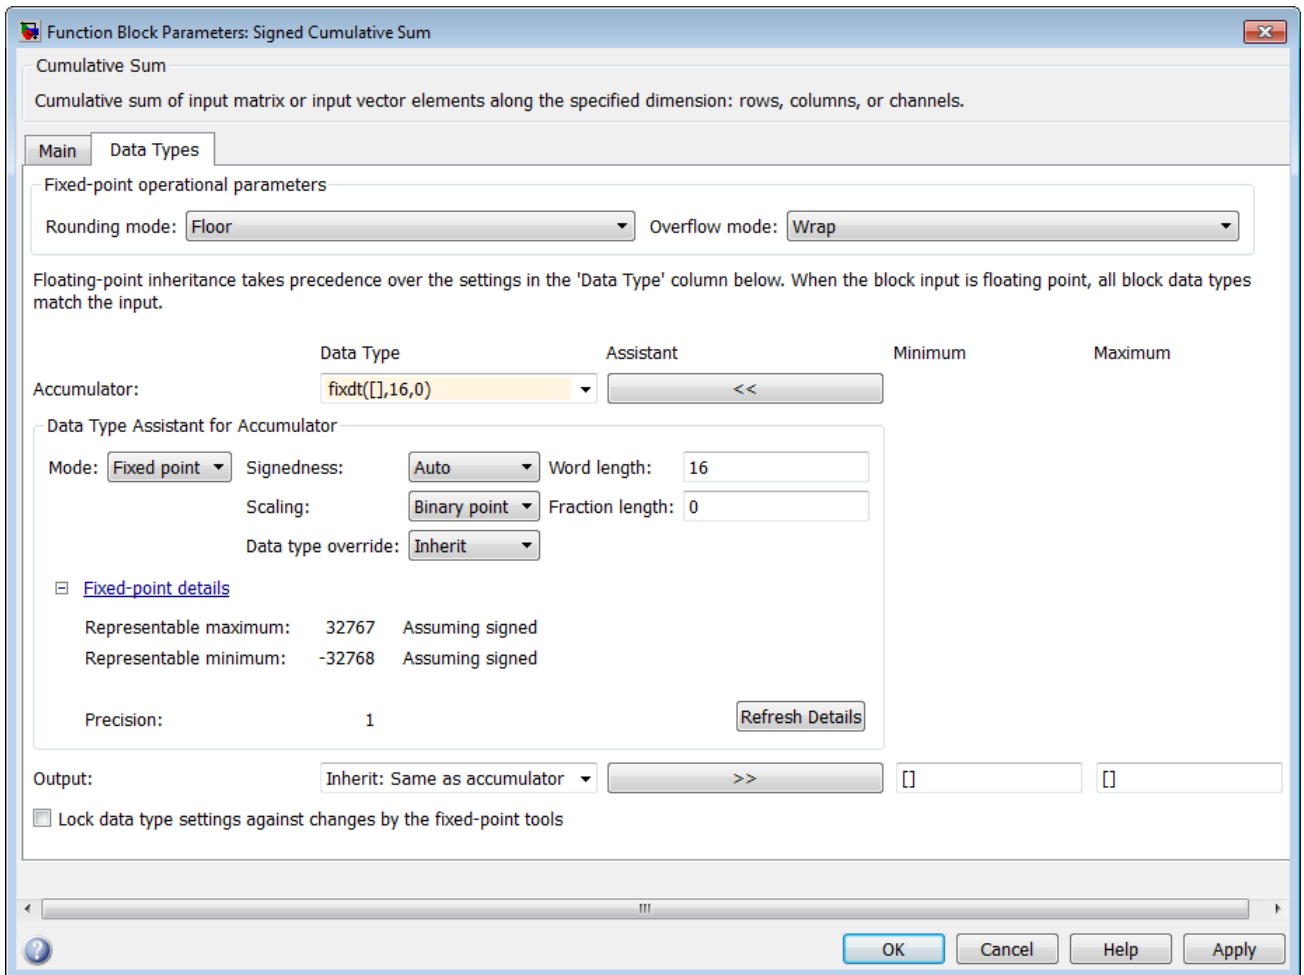 Function Block Parameters: Signed Cumulative Sum
Cumulative Sum
Cumulative sum of input matrix or input vector elements along the specified dimension: rows, columns, or channels.
Main Data Types
Fixed-point operational parameters
Rounding mode: Floor Overflow mode: Wrap
Floating-point inheritance takes precedence over the settings in the 'Data Type' column below. When the block input is floating point, all block data types
match the input.
Data Type Assistant Minimum Maximum
Accumulator: fixdt([],16,0) <<
Data Type Assistant for Accumulator
Mode: Fixed point Signedness: Auto Word length: 16
Scaling: Binary point Fraction length: 0
Data type override: Inherit
Fixed-point details
Representable maximum: 32767 Assuming signed
Representable minimum: -32768 Assuming signed
Precision: 1 Refresh Details
Output: Inherit: Same as accumulator >> [] []
Lock data type settings against changes by the fixed-point tools
? OK Cancel Help Apply